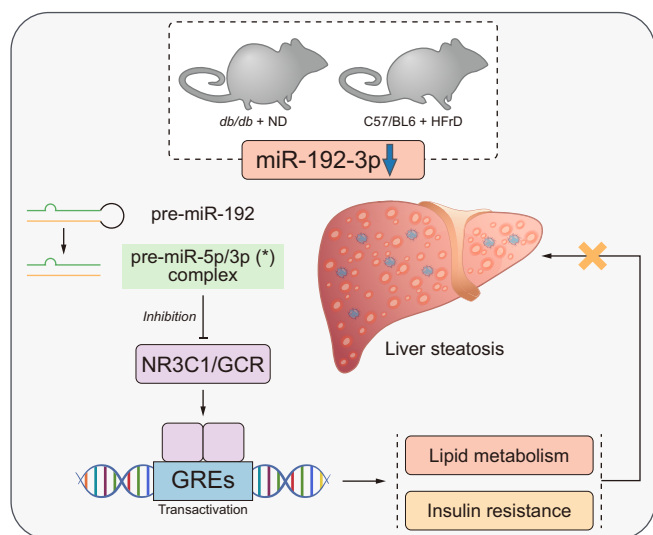 db/db + ND
C57/BL6 + HFrD
miR-192-3p
pre-miR-192
pre-miR-5p/3p (*)
complex
Inhibition
NR3C1/GCR
Liver steatosis
GREs
Transactivation
Lipid metabolism
Insulin resistance